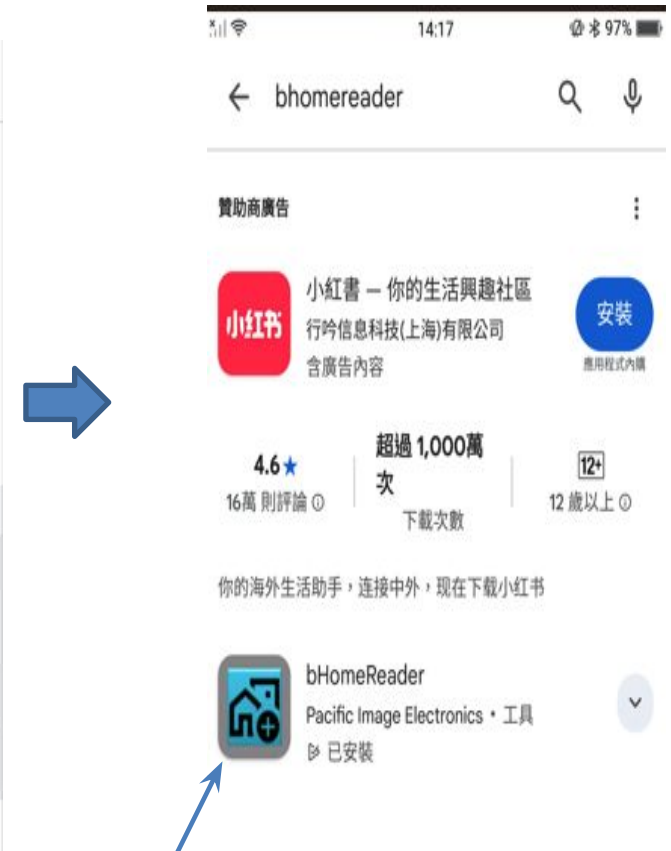 14:17
97%
bhomereader
贊助商廣告
小红书
小紅書 — 你的生活興趣社區
行吟信息科技(上海)有限公司
含廣告內容
安裝
應用程式內購
4.6★
16萬 則評論
超過 1,000萬
次
下載次數
12+
12 歲以上
你的海外生活助手，连接中外，现在下载小红书
bHomeReader
Pacific Image Electronics • 工具
已安裝